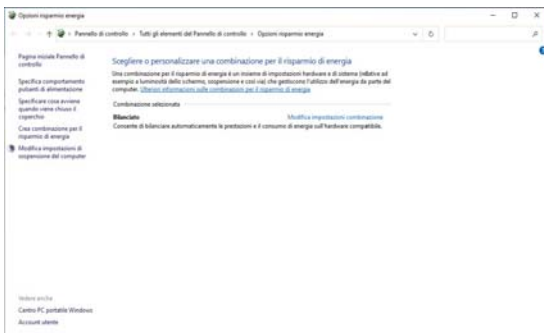 Opzioni risparmio energia
Pannello di controllo › Tutti gli elementi del Pannello di controllo › Opzioni risparmio energia
Pagina iniziale Pannello di
controllo
Specifica comportamento
pulsanti di alimentazione
Specificare cosa avviene
quando viene chiuso il
coperchio
Crea combinazione per il
risparmio di energia
Modifica impostazioni di
sospensione del computer
Scegliere o personalizzare una combinazione per il risparmio di energia
Una combinazione per il risparmio di energia è un insieme di impostazioni hardware e di sistema (relative ad
esempio a luminosità dello schermo, sospensione e così via) che gestiscono l'utilizzo dell'energia da parte del
computer. Ulteriori informazioni sulle combinazioni per il risparmio di energia
Combinazione selezionata
Bilanciato Modifica impostazioni combinazione
Consente di bilanciare automaticamente le prestazioni e il consumo di energia sull'hardware compatibile.
Vedere anche
Centro PC portatile Windows
Account utente